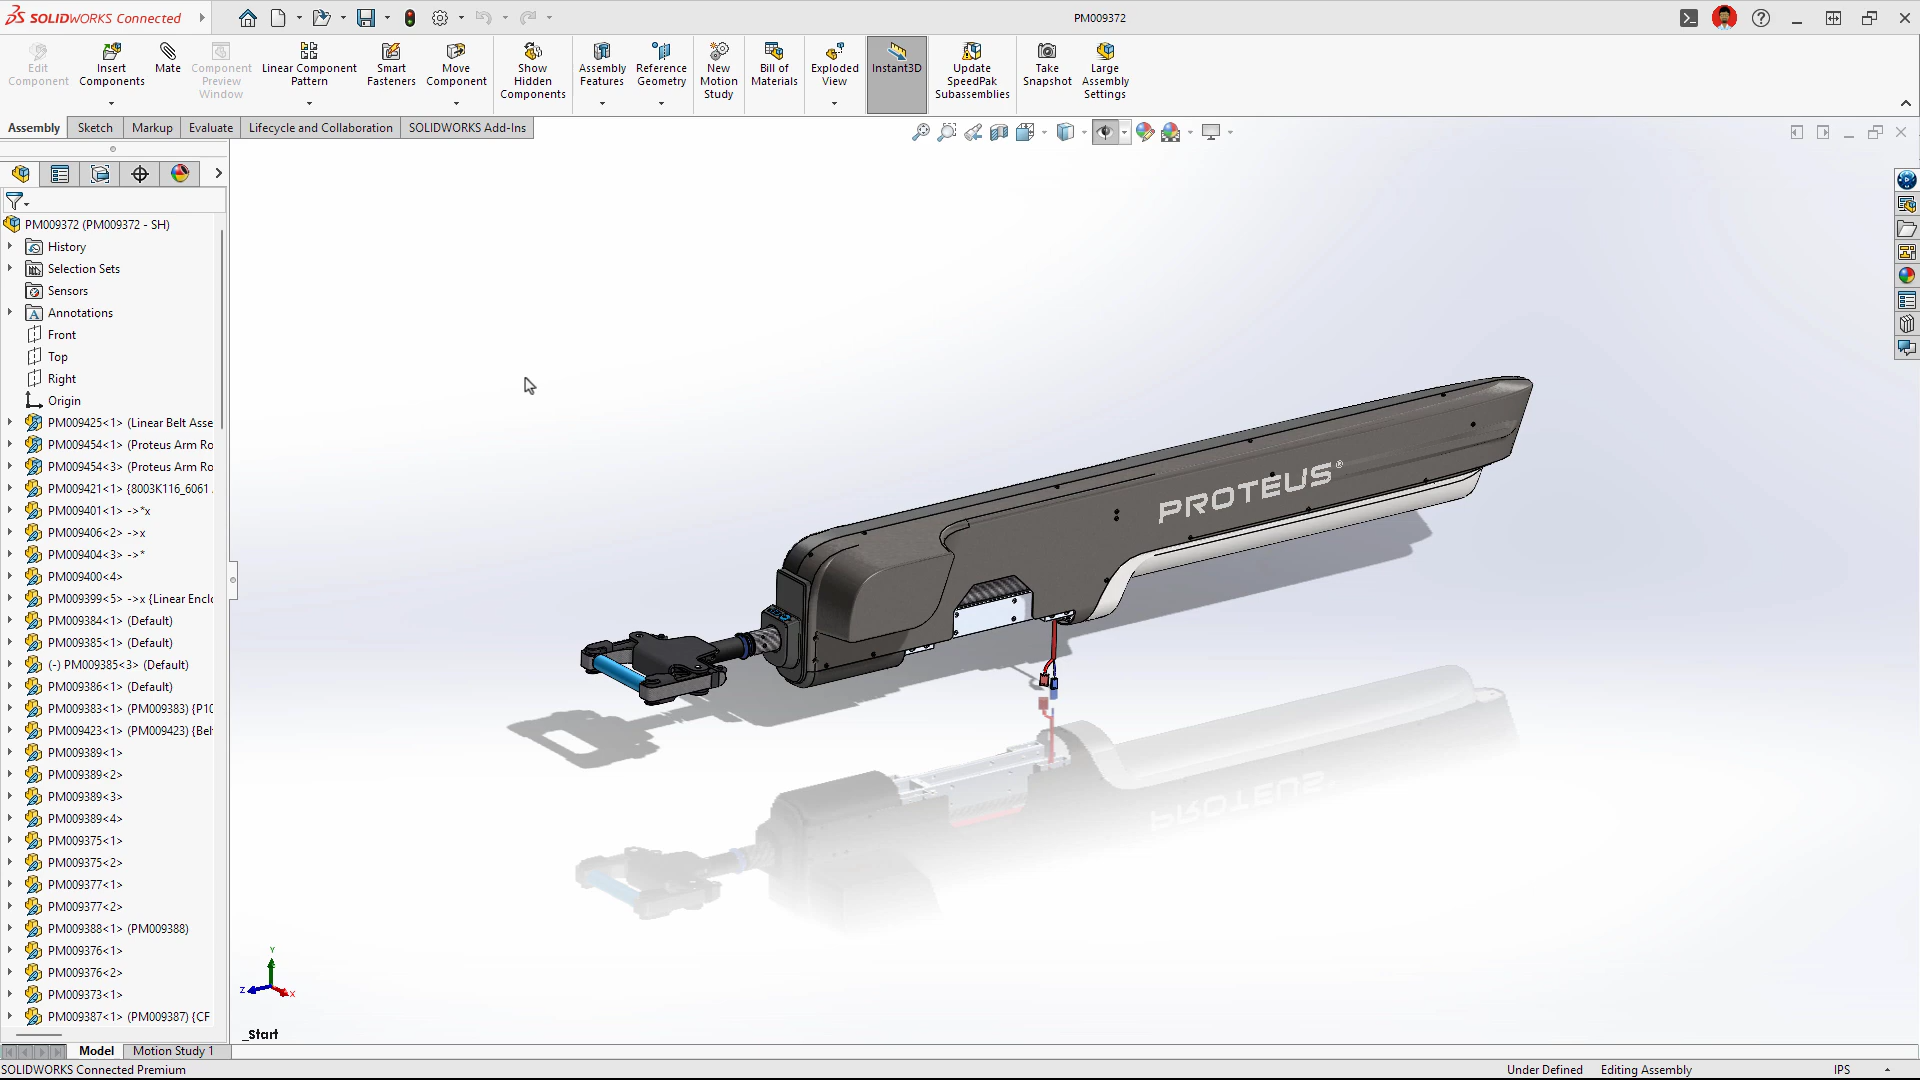 SOLIDWORKS Connected
PM009372
Edit Component
Insert Components
Mate
Component Preview Window
Linear Component Pattern
Smart Fasteners
Move Component
Show Hidden Components
Assembly Features
Reference Geometry
New Motion Study
Bill of Materials
Exploded View
Instant3D
Update SpeedPak Subassemblies
Take Snapshot
Large Assembly Settings
Assembly
Sketch
Markup
Evaluate
Lifecycle and Collaboration
SOLIDWORKS Add-Ins
PM009372 (PM009372 - SH)
History
Selection Sets
Sensors
Annotations
Front
Top
Right
Origin
PM009425<1> (Linear Belt Asse
PM009454<1> (Proteus Arm Ro
PM009454<3> (Proteus Arm Ro
PM009421<1> {8003K116_6061
PM009401<1> ->*x
PM009406<2> ->x
PM009404<3> ->*
PM009400<4>
PM009399<5> ->x {Linear Enclo
PM009384<1> (Default)
PM009385<1> (Default)
(-) PM009385<3> (Default)
PM009386<1> (Default)
PM009383<1> (PM009383) {P10
PM009423<1> (PM009423) {Belt
PM009389<1>
PM009389<2>
PM009389<3>
PM009389<4>
PM009375<1>
PM009375<2>
PM009377<1>
PM009377<2>
PM009388<1> (PM009388)
PM009376<1>
PM009376<2>
PM009373<1>
PM009387<1> (PM009387) {CF
PROTEUS®
Y
Z
X
_Start
Model
Motion Study 1
SOLIDWORKS Connected Premium
Under Defined
Editing Assembly
IPS